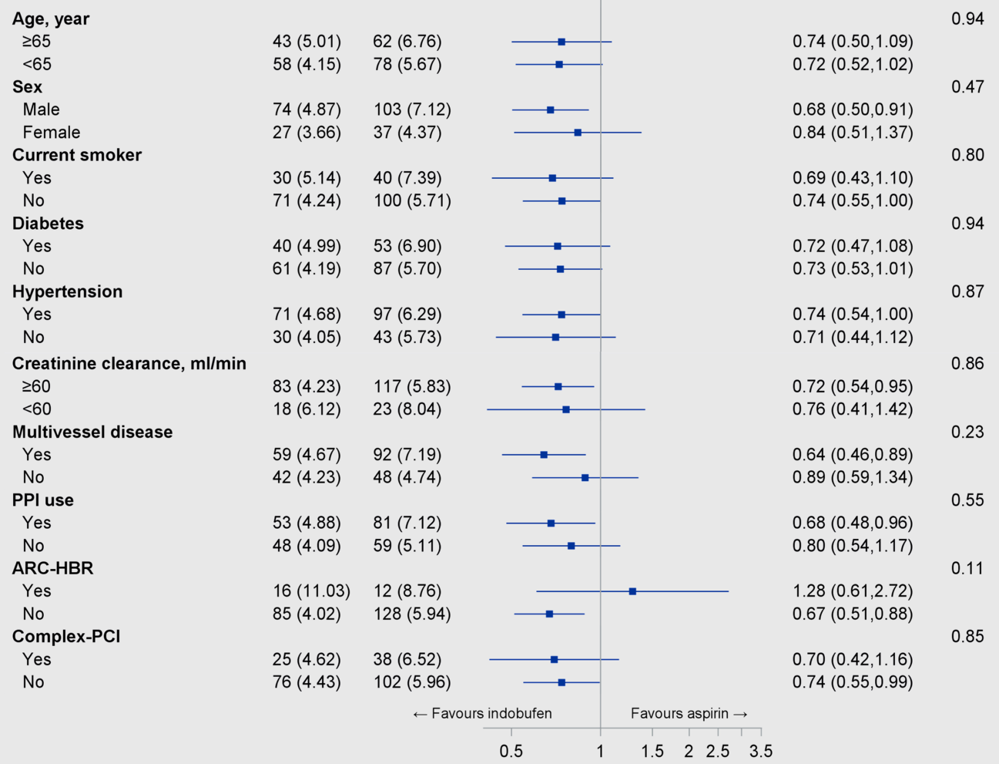 Age, year 0.94
≥65 43 (5.01) 62 (6.76) 0.74 (0.50,1.09)
<65 58 (4.15) 78 (5.67) 0.72 (0.52,1.02)
Sex 0.47
Male 74 (4.87) 103 (7.12) 0.68 (0.50,0.91)
Female 27 (3.66) 37 (4.37) 0.84 (0.51,1.37)
Current smoker 0.80
Yes 30 (5.14) 40 (7.39) 0.69 (0.43,1.10)
No 71 (4.24) 100 (5.71) 0.74 (0.55,1.00)
Diabetes 0.94
Yes 40 (4.99) 53 (6.90) 0.72 (0.47,1.08)
No 61 (4.19) 87 (5.70) 0.73 (0.53,1.01)
Hypertension 0.87
Yes 71 (4.68) 97 (6.29) 0.74 (0.54,1.00)
No 30 (4.05) 43 (5.73) 0.71 (0.44,1.12)
Creatinine clearance, ml/min 0.86
≥60 83 (4.23) 117 (5.83) 0.72 (0.54,0.95)
<60 18 (6.12) 23 (8.04) 0.76 (0.41,1.42)
Multivessel disease 0.23
Yes 59 (4.67) 92 (7.19) 0.64 (0.46,0.89)
No 42 (4.23) 48 (4.74) 0.89 (0.59,1.34)
PPI use 0.55
Yes 53 (4.88) 81 (7.12) 0.68 (0.48,0.96)
No 48 (4.09) 59 (5.11) 0.80 (0.54,1.17)
ARC-HBR 0.11
Yes 16 (11.03) 12 (8.76) 1.28 (0.61,2.72)
No 85 (4.02) 128 (5.94) 0.67 (0.51,0.88)
Complex-PCI 0.85
Yes 25 (4.62) 38 (6.52) 0.70 (0.42,1.16)
No 76 (4.43) 102 (5.96) 0.74 (0.55,0.99)
← Favours indobufen Favours aspirin →
0.5 1 1.5 2 2.5 3.5